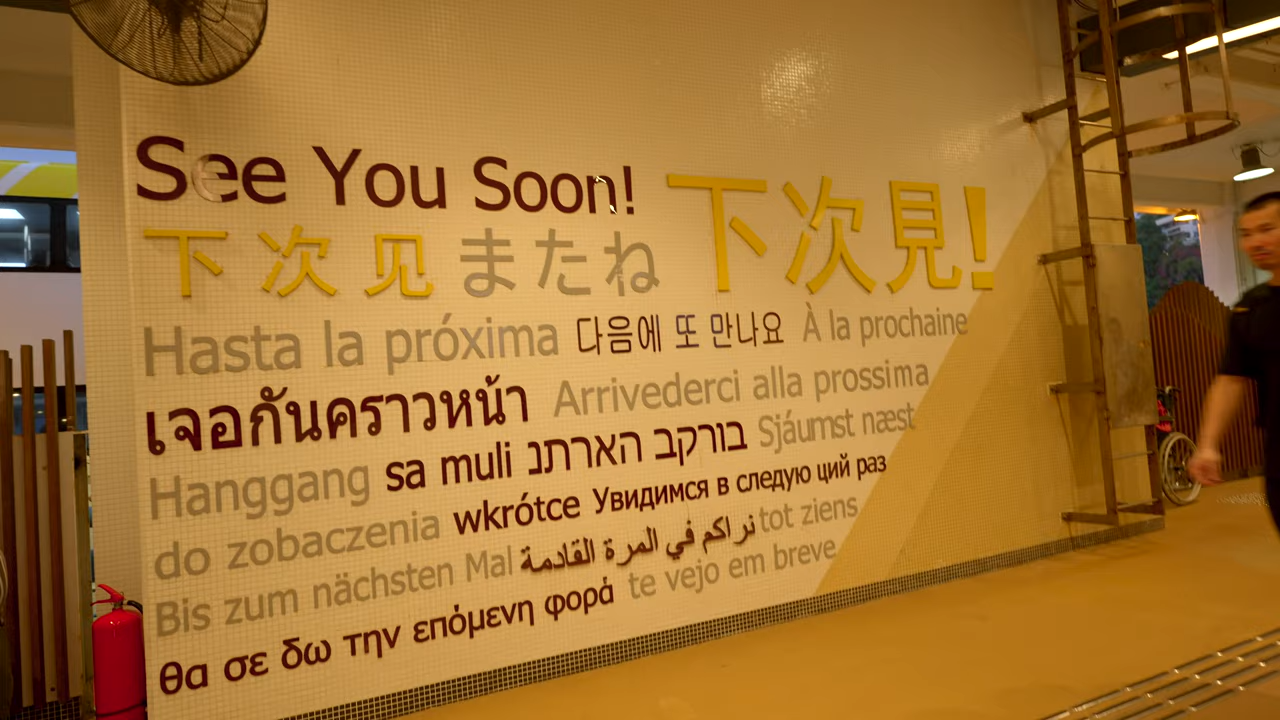 See You Soon!
下次见 またね 下次見!
Hasta la próxima 다음에 또 만나요 À la prochaine
เจอกันคราวหน้า Arrivederci alla prossima
Hanggang sa muli בורקב הארתנ Sjáumst næst
do zobaczenia wkrótce Увидимся в следую ций раз
Bis zum nächsten Mal نراكم في المرة القادمة tot ziens
θα σε δω την επόμενη φορά te vejo em breve